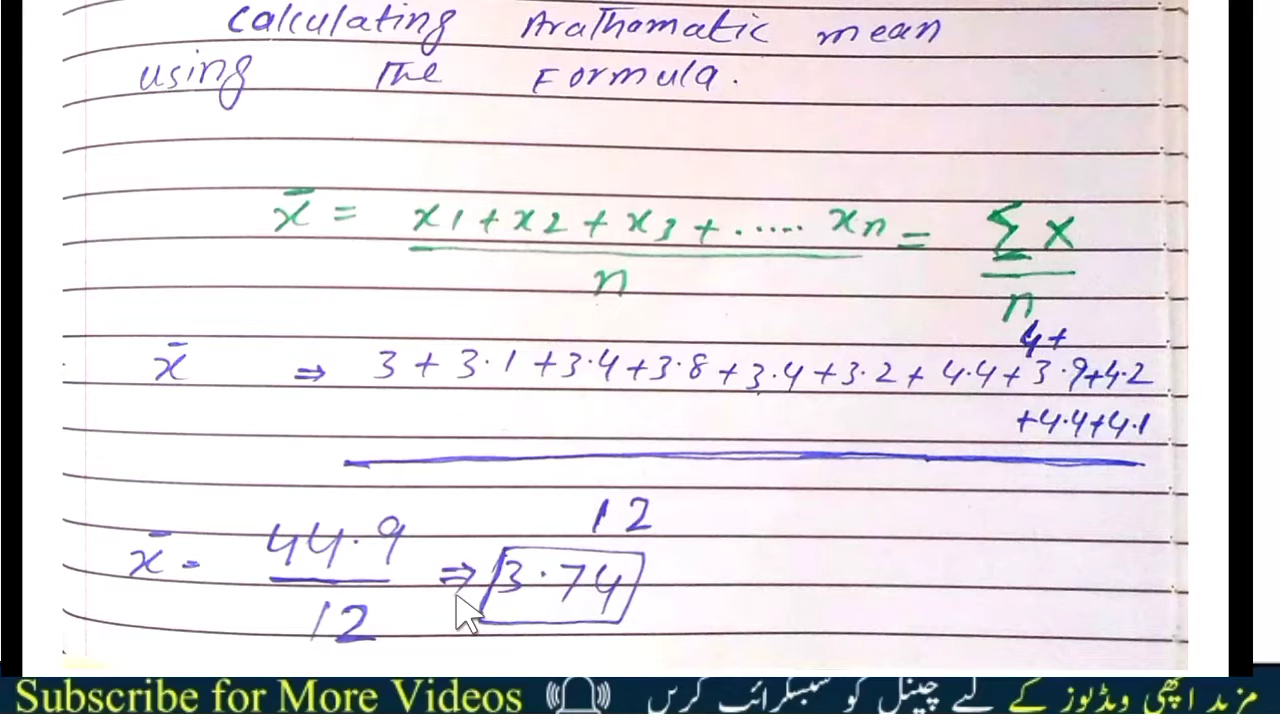 calculating Arathomatic mean
using The Formula.
x̄ = x1 + x2 + x3 + ..... xn / n = Σ x / n
4+
x̄ ⇒ 3 + 3.1 + 3.4 + 3.8 + 3.4 + 3.2 + 4.4 + 3.9 + 4.2
+4.4+4.1
12
x̄ = 44.9 / 12 ⇒ 3.74
Subscribe for More Videos مزید اچھی ویڈیوز کے لیے چینل کو سبسکرائب کریں